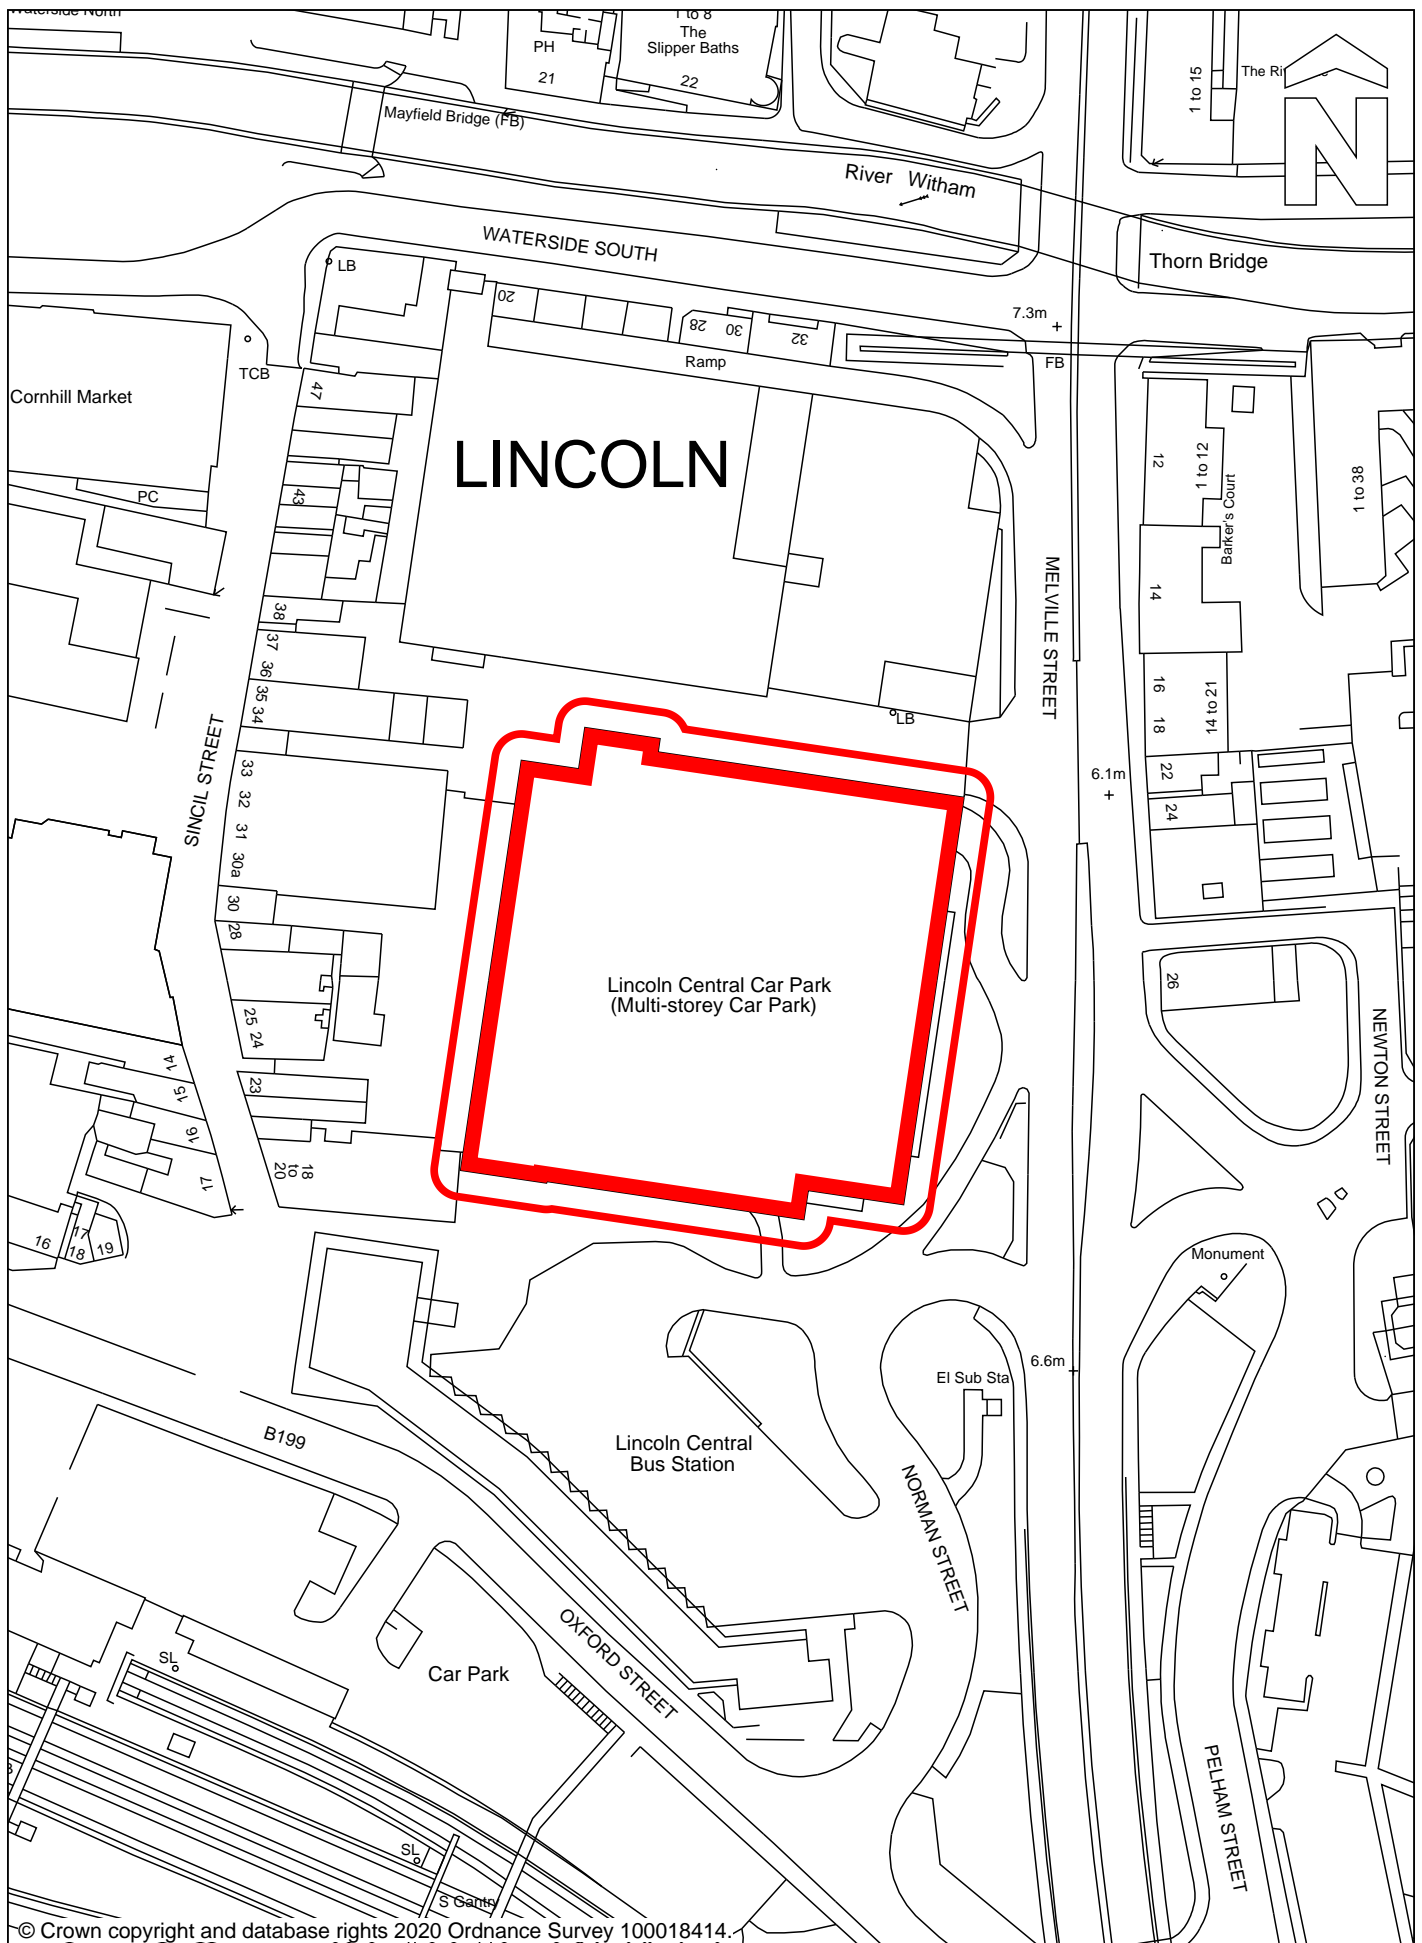 Waterside North
1 to 8
The
Slipper Baths
22
PH
21
Mayfield Bridge (FB)
1 to 15
N
River Witham
WATERSIDE SOUTH
Thorn Bridge
LB
TCB
Cornhill Market
PC
20
28
30
32
Ramp
7.3m
FB
LINCOLN
47
43
38
37
36
35
34
33
32
31
30a
30
28
25
24
23
18
to
20
SINCIL STREET
14
15
16
17
16
17
18
19
12
1 to 12
Barker's Court
14
1 to 38
16
18
14 to 21
22
24
26
MELVILLE STREET
LB
6.1m
Lincoln Central Car Park
(Multi-storey Car Park)
NEWTON STREET
Monument
6.6m
El Sub Sta
B199
Lincoln Central
Bus Station
NORMAN STREET
OXFORD STREET
Car Park
SL
SL
S Gantry
PELHAM STREET
© Crown copyright and database rights 2020 Ordnance Survey 100018414.